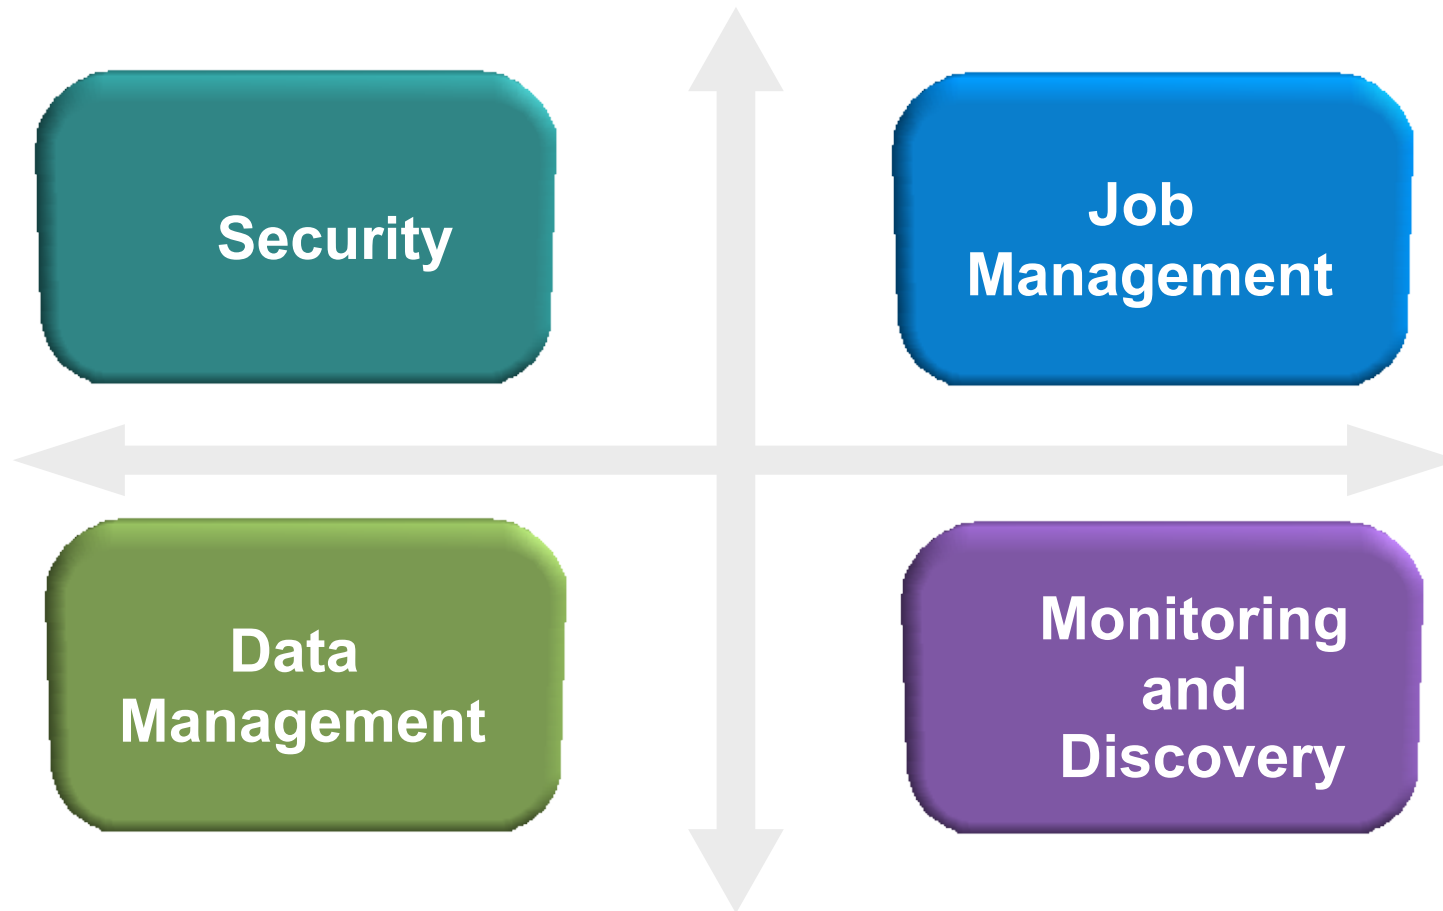 Security
Job
Management
Data
Management
Monitoring
and
Discovery